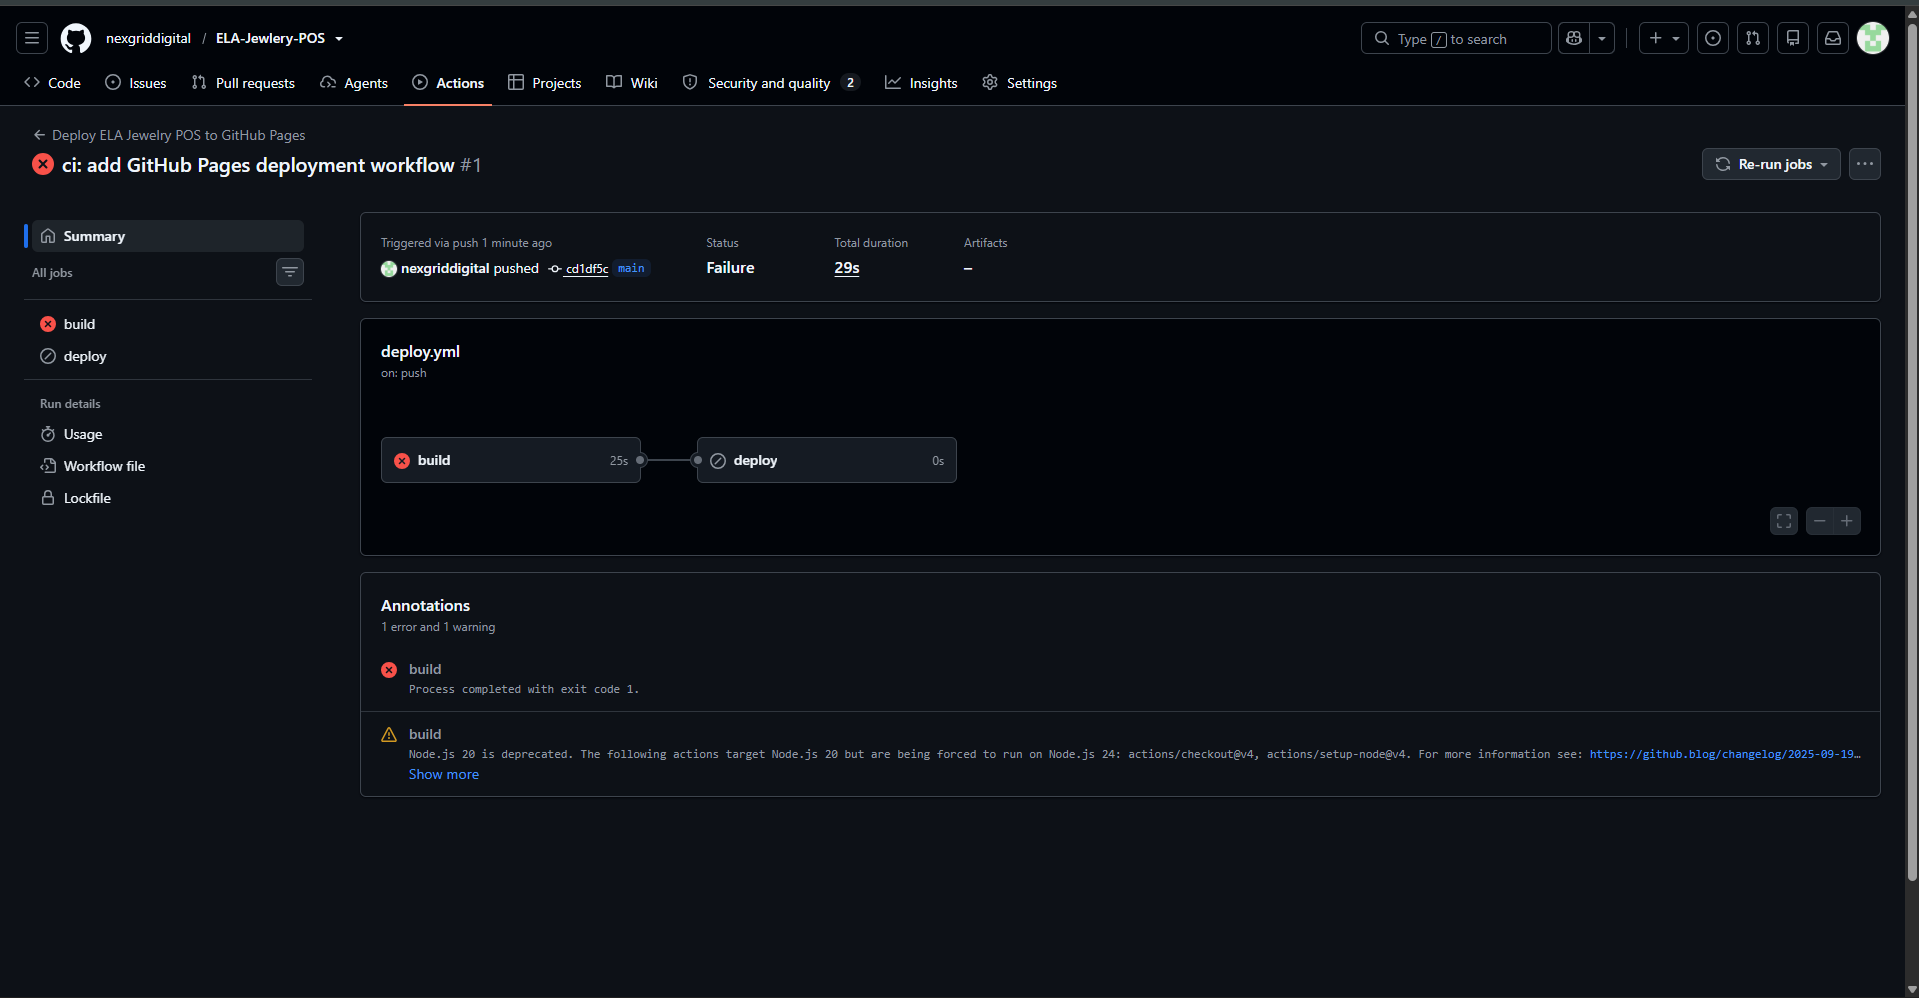 nexgriddigital / ELA-Jewlery-POS
Type / to search
Code
Issues
Pull requests
Agents
Actions
Projects
Wiki
Security and quality 2
Insights
Settings
Deploy ELA Jewelry POS to GitHub Pages
ci: add GitHub Pages deployment workflow #1
Re-run jobs
Summary
All jobs
build
deploy
Run details
Usage
Workflow file
Lockfile
Triggered via push 1 minute ago
nexgriddigital pushed cd1df5c main
Status
Failure
Total duration
29s
Artifacts
–
deploy.yml
on: push
build 25s
deploy 0s
Annotations
1 error and 1 warning
build
Process completed with exit code 1.
build
Node.js 20 is deprecated. The following actions target Node.js 20 but are being forced to run on Node.js 24: actions/checkout@v4, actions/setup-node@v4. For more information see: https://github.blog/changelog/2025-09-19…
Show more